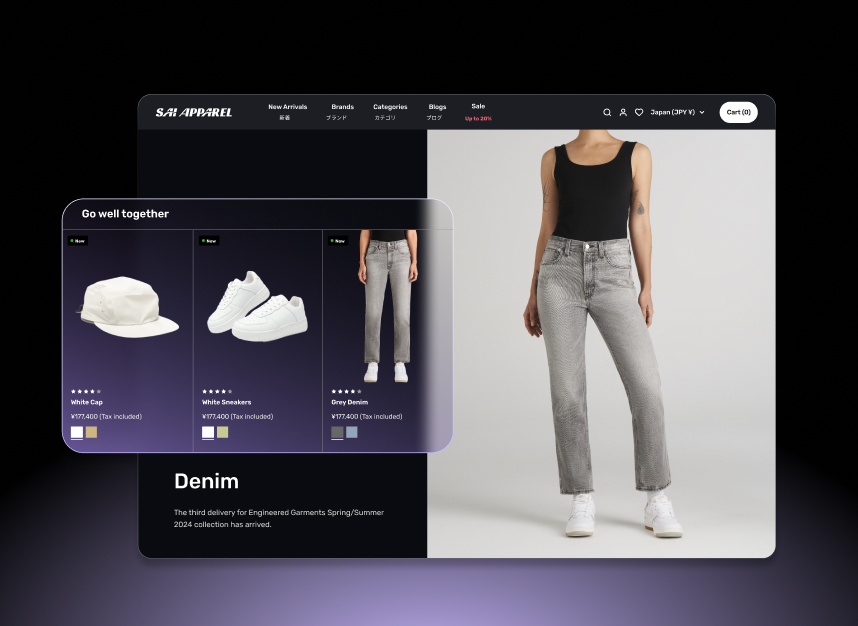 SAI APPAREL
New Arrivals
新着
Brands
ブランド
Categories
カテゴリ
Blogs
ブログ
Sale
Up to 20%
Japan (JPY ¥)
Cart (0)
Go well together
New
White Cap
¥177,400 (Tax included)
New
White Sneakers
¥177,400 (Tax included)
New
Grey Denim
¥177,400 (Tax included)
Denim
The third delivery for Engineered Garments Spring/Summer
2024 collection has arrived.